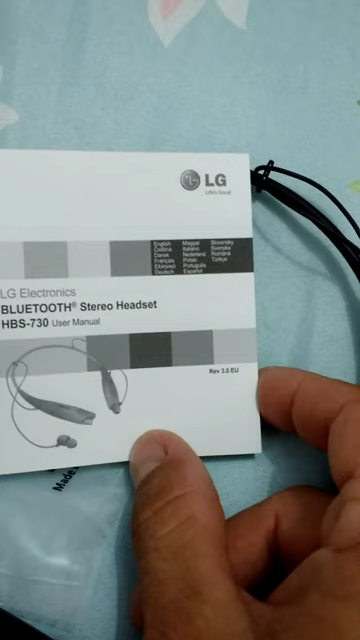 LG
Life's Good
English Magyar Slovensky
Čeština Italiano Svenska
Dansk Nederland Română
Français Polski Türkçe
Ελληνικά Português
Deutsch Español
LG Electronics
BLUETOOTH® Stereo Headset
HBS-730 User Manual
Rev 3.0 EU
Made